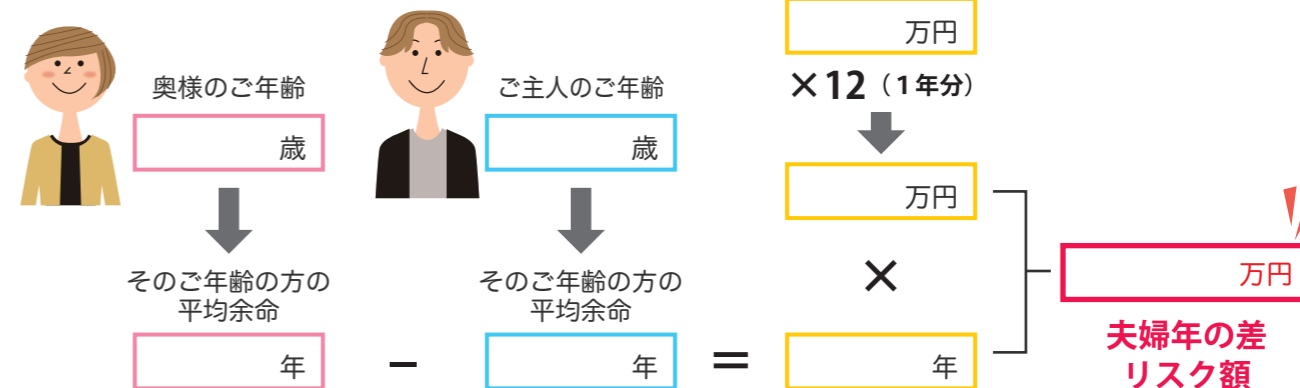 奥様のご年齢
歳
そのご年齢の方の
平均余命
年
−
ご主人のご年齢
歳
そのご年齢の方の
平均余命
年
＝
万円
×12（1年分）
万円
×
年
万円
夫婦年の差
リスク額